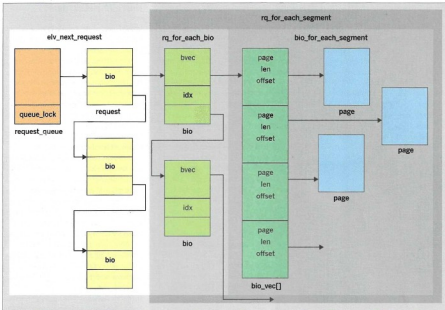 rq_for_each_segment
elv_next_request
rq_for_each_bio
bio_for_each_segment
queue_lock
request_queue
bio
request
bio
bio
bvec
idx
bio
bvec
idx
bio
page
len
offset
page
len
offset
page
len
offset
page
len
offset
bio_vec[]
page
page
page